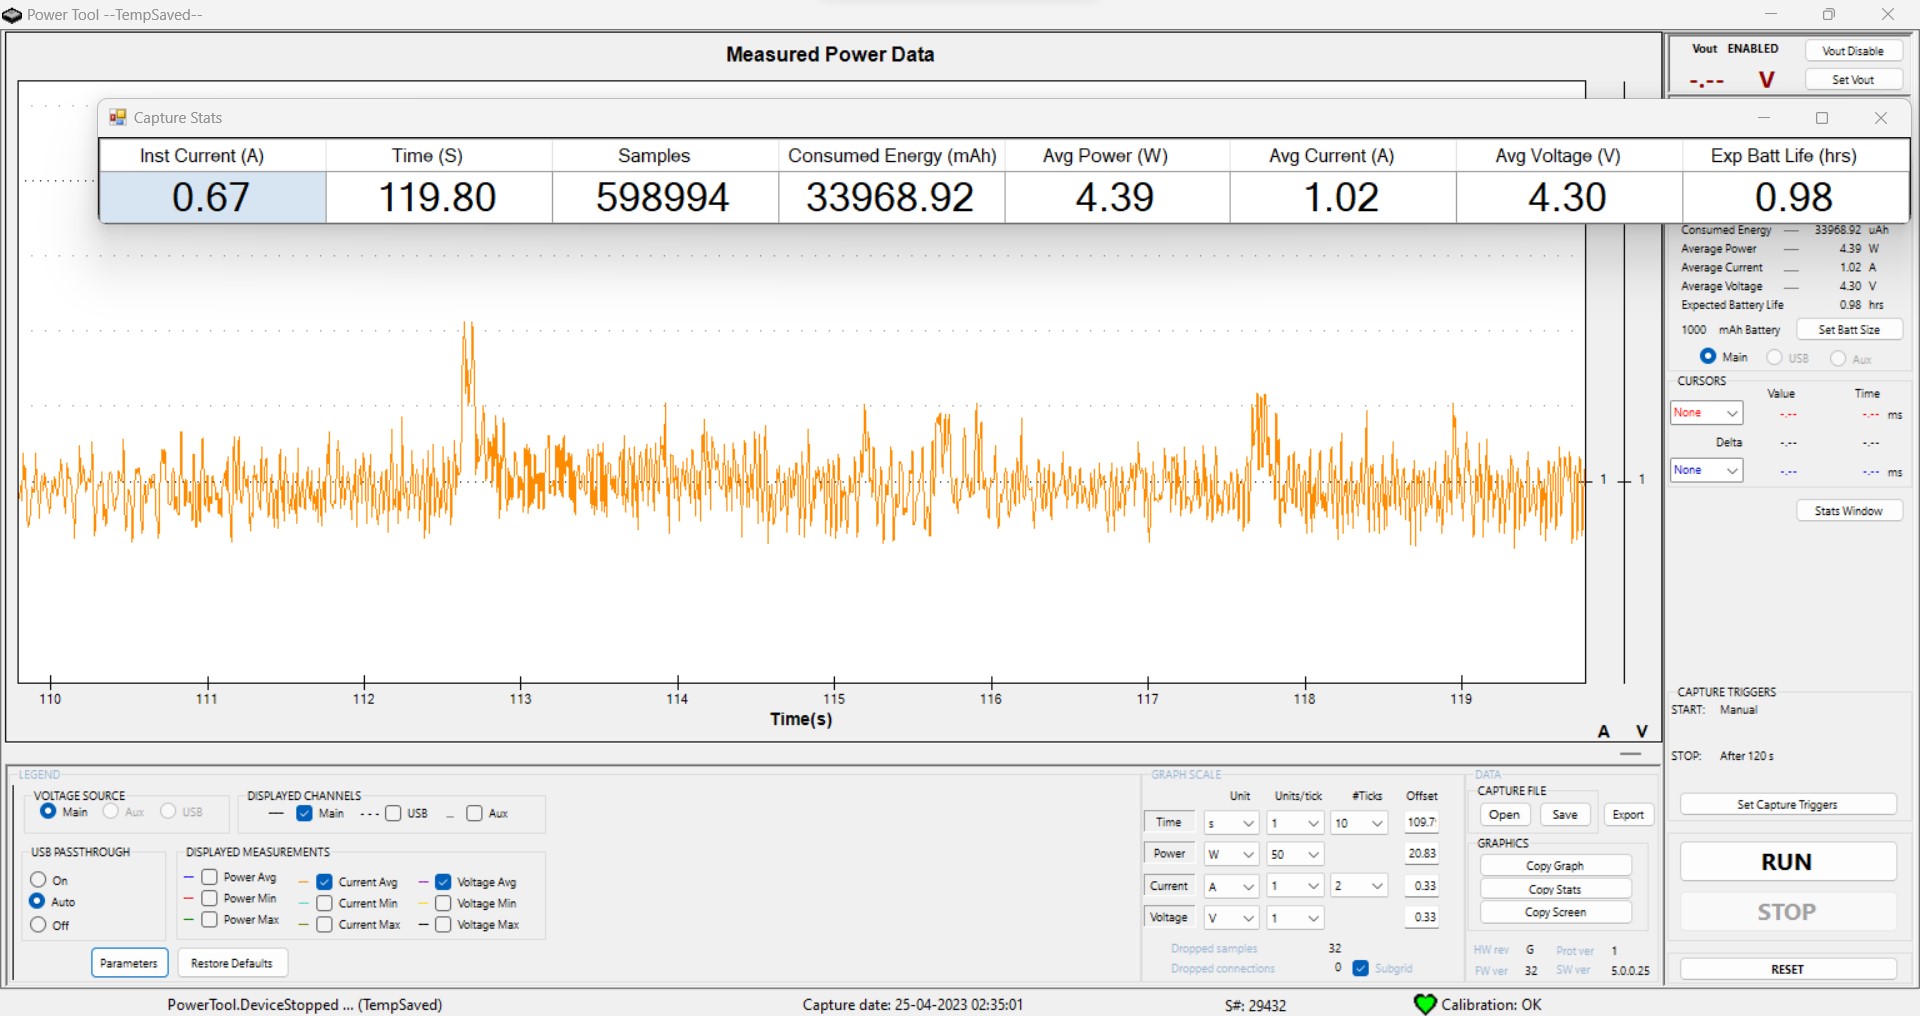 Power Tool --TempSaved--
Measured Power Data
Vout ENABLED Vout Disable
-.-- V Set Vout
Capture Stats
Inst Current (A) Time (S) Samples Consumed Energy (mAh) Avg Power (W) Avg Current (A) Avg Voltage (V) Exp Batt Life (hrs)
0.67 119.80 598994 33968.92 4.39 1.02 4.30 0.98
Consumed Energy 33968.92 uAh
Average Power 4.39 W
Average Current 1.02 A
Average Voltage 4.30 V
Expected Battery Life 0.98 hrs
1000 mAh Battery Set Batt Size
Main USB Aux
CURSORS
Value Time
None -.-- -.-- ms
Delta -.-- -.--
None -.-- -.-- ms
Stats Window
1 1
110 111 112 113 114 115 116 117 118 119
Time(s)
A V
CAPTURE TRIGGERS
START: Manual
STOP: After 120 s
Set Capture Triggers
RUN
STOP
RESET
LEGEND
VOLTAGE SOURCE
Main Aux USB
DISPLAYED CHANNELS
Main USB Aux
USB PASSTHROUGH
On
Auto
Off
DISPLAYED MEASUREMENTS
Power Avg Current Avg Voltage Avg
Power Min Current Min Voltage Min
Power Max Current Max Voltage Max
Parameters Restore Defaults
GRAPH SCALE
Unit Units/tick #Ticks Offset
Time s 1 10 109.7
Power W 50 20.83
Current A 1 2 0.33
Voltage V 1 0.33
Dropped samples 32
Dropped connections 0 Subgrid
DATA
CAPTURE FILE
Open Save Export
GRAPHICS
Copy Graph
Copy Stats
Copy Screen
HW rev G Prot ver 1
FW ver 32 SW ver 5.0.0.25
PowerTool.DeviceStopped ... (TempSaved) Capture date: 25-04-2023 02:35:01 S#: 29432 Calibration: OK